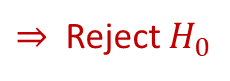 ⇒ Reject H₀